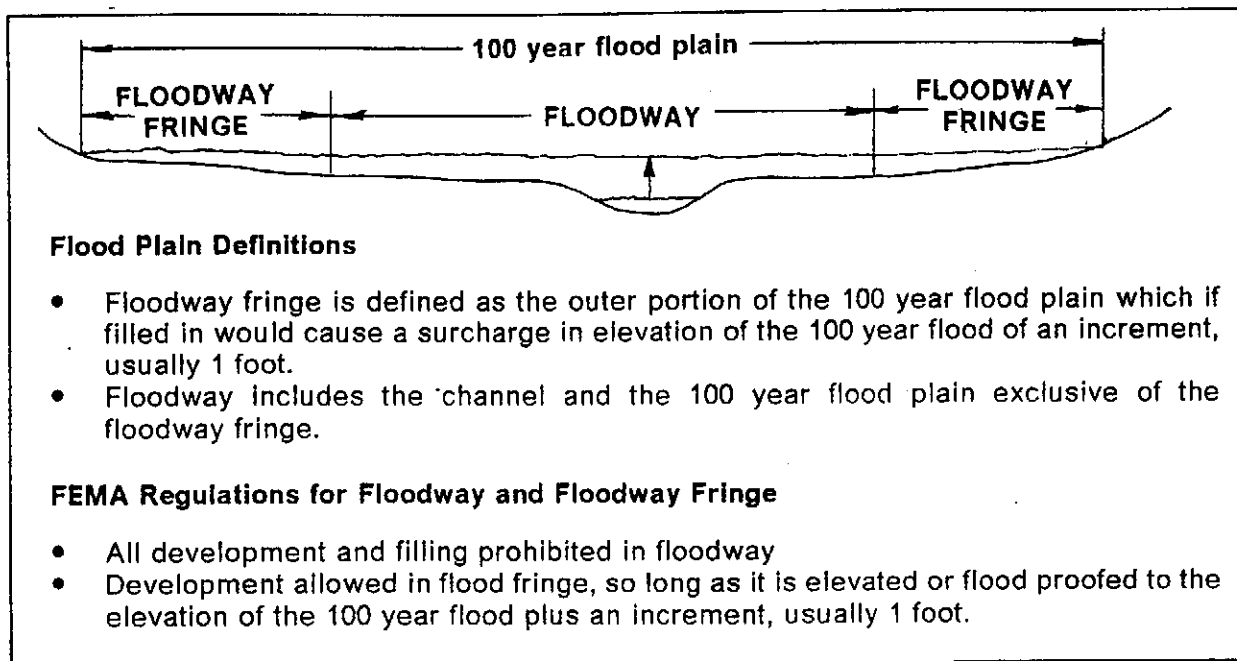 100 year flood plain
FLOODWAY FRINGE
FLOODWAY
FLOODWAY FRINGE
Flood Plain Definitions
• Floodway fringe is defined as the outer portion of the 100 year flood plain which if
filled in would cause a surcharge in elevation of the 100 year flood of an increment,
usually 1 foot.
• Floodway includes the channel and the 100 year flood plain exclusive of the
floodway fringe.
FEMA Regulations for Floodway and Floodway Fringe
• All development and filling prohibited in floodway
• Development allowed in flood fringe, so long as it is elevated or flood proofed to the
elevation of the 100 year flood plus an increment, usually 1 foot.